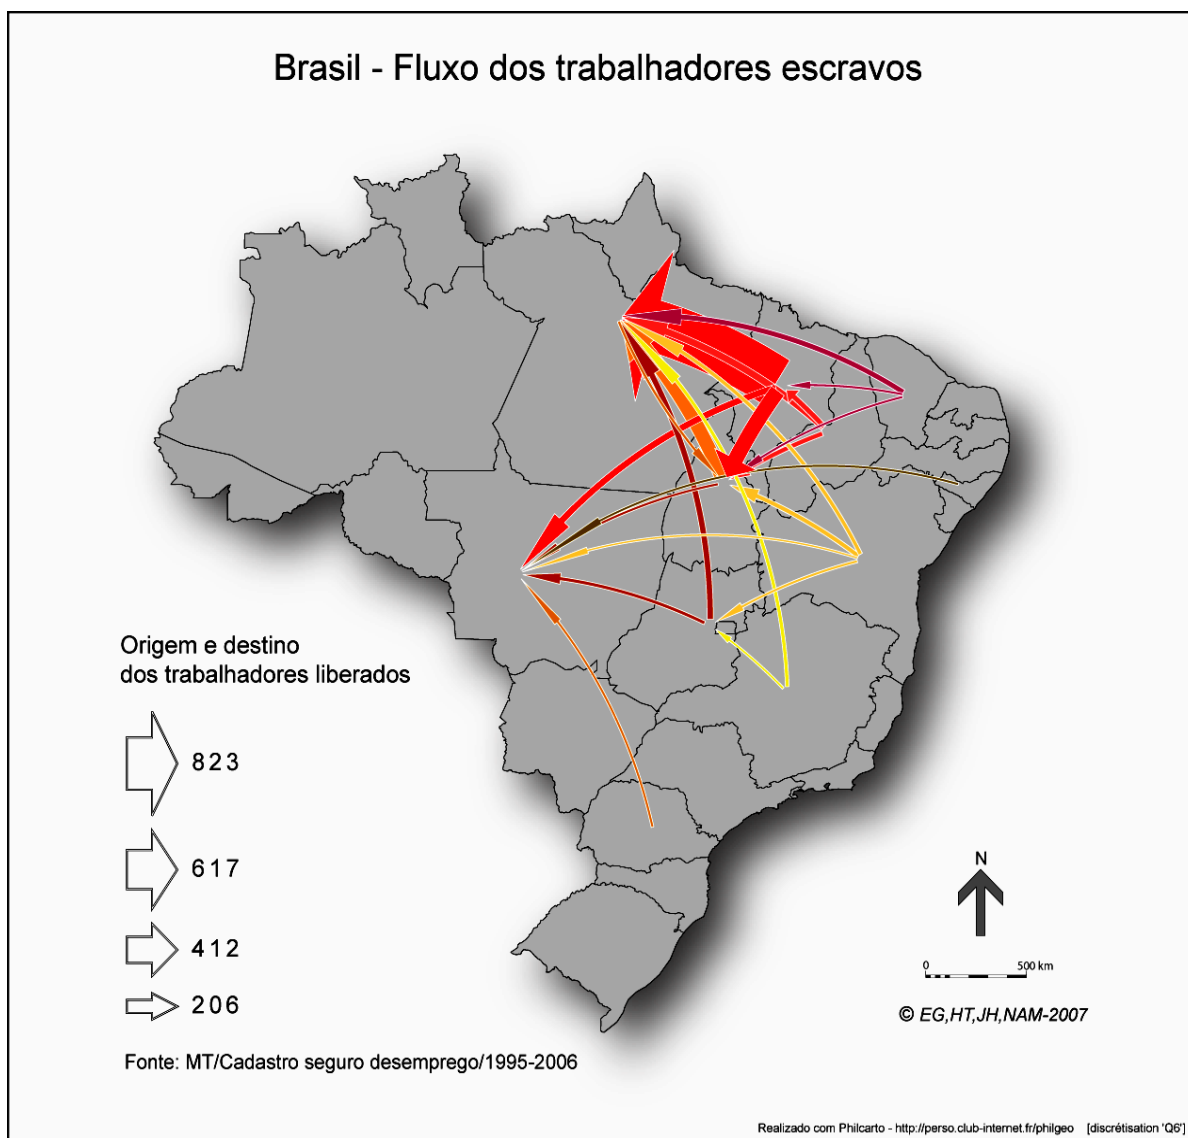 Brasil - Fluxo dos trabalhadores escravos
Origem e destino
dos trabalhadores liberados
823
617
412
206
N
0 500 km
© EG,HT,JH,NAM-2007
Fonte: MT/Cadastro seguro desemprego/1995-2006
Realizado com Philcarto - http://perso.club-internet.fr/philgeo [discrétisation 'Q6']